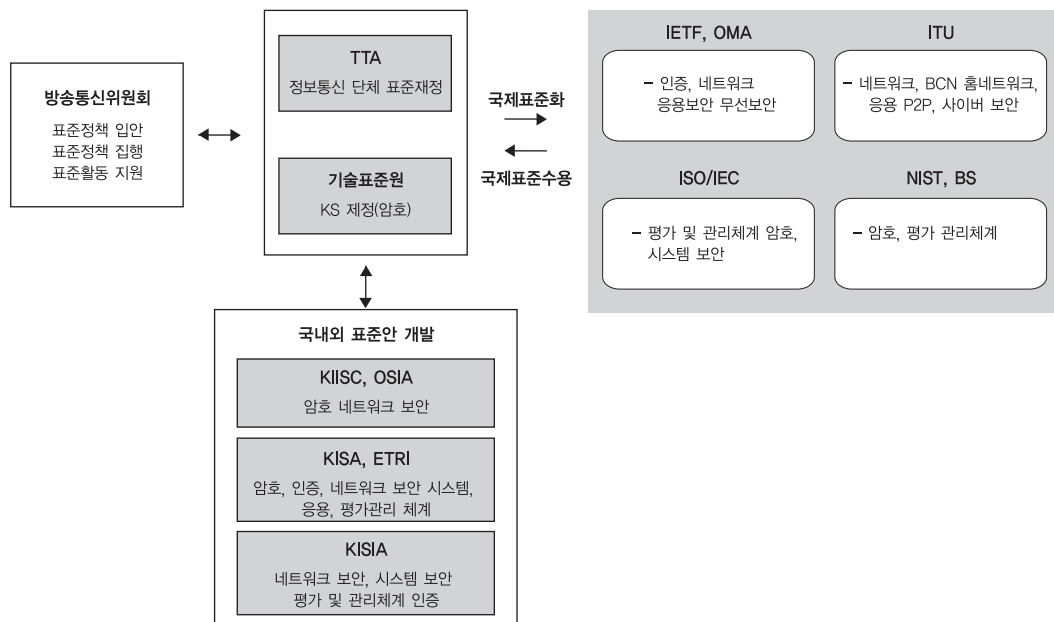 방송통신위원회
표준정책 입안
표준정책 집행
표준활동 지원
TTA
정보통신 단체 표준재정
기술표준원
KS 제정(암호)
국제표준화
국제표준수용
IETF, OMA
– 인증, 네트워크
응용보안 무선보안
ITU
– 네트워크, BCN 홈네트워크,
응용 P2P, 사이버 보안
ISO/IEC
– 평가 및 관리체계 암호,
시스템 보안
NIST, BS
– 암호, 평가 관리체계
국내외 표준안 개발
KIISC, OSIA
암호 네트워크 보안
KISA, ETRI
암호, 인증, 네트워크 보안 시스템,
응용, 평가관리 체계
KISIA
네트워크 보안, 시스템 보안
평가 및 관리체계 인증